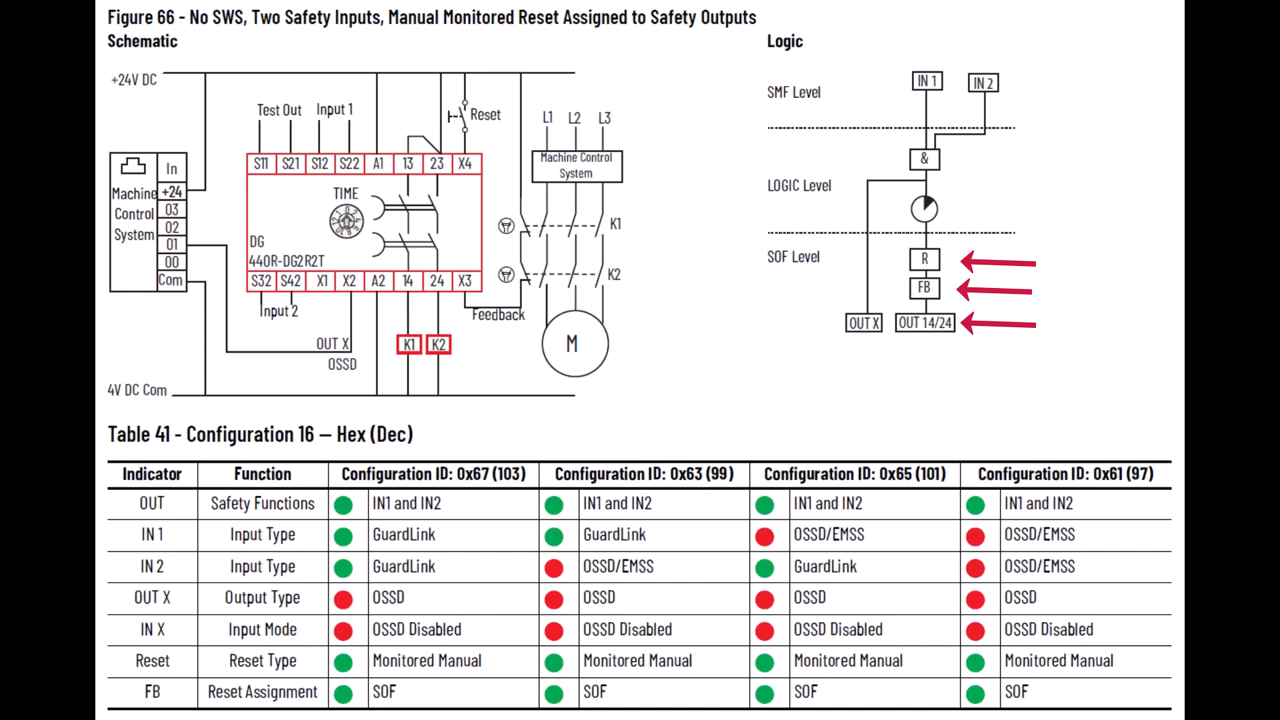 Figure 66 - No SWS, Two Safety Inputs, Manual Monitored Reset Assigned to Safety Outputs
Schematic
Logic
+24V DC
Test Out
Input 1
Reset
L1 L2 L3
Machine Control
System
S11 S21 S12 S22 A1 13 23 X4
In
+24
03
02
01
00
Com
Machine
Control
System
TIME
DG
440R-DG2R2T
K1
K2
S32 S42 X1 X2 A2 14 24 X3
Input 2
Feedback
OUT X
OSSD
K1 K2
M
4V DC Com
IN 1
IN 2
SMF Level
&
LOGIC Level
SOF Level
R
FB
OUT X
OUT 14/24
Table 41 - Configuration 16 – Hex (Dec)
Indicator Function Configuration ID: 0x67 (103) Configuration ID: 0x63 (99) Configuration ID: 0x65 (101) Configuration ID: 0x61 (97)
OUT Safety Functions IN1 and IN2 IN1 and IN2 IN1 and IN2 IN1 and IN2
IN 1 Input Type GuardLink GuardLink OSSD/EMSS OSSD/EMSS
IN 2 Input Type GuardLink OSSD/EMSS GuardLink OSSD/EMSS
OUT X Output Type OSSD OSSD OSSD OSSD
IN X Input Mode OSSD Disabled OSSD Disabled OSSD Disabled OSSD Disabled
Reset Reset Type Monitored Manual Monitored Manual Monitored Manual Monitored Manual
FB Reset Assignment SOF SOF SOF SOF